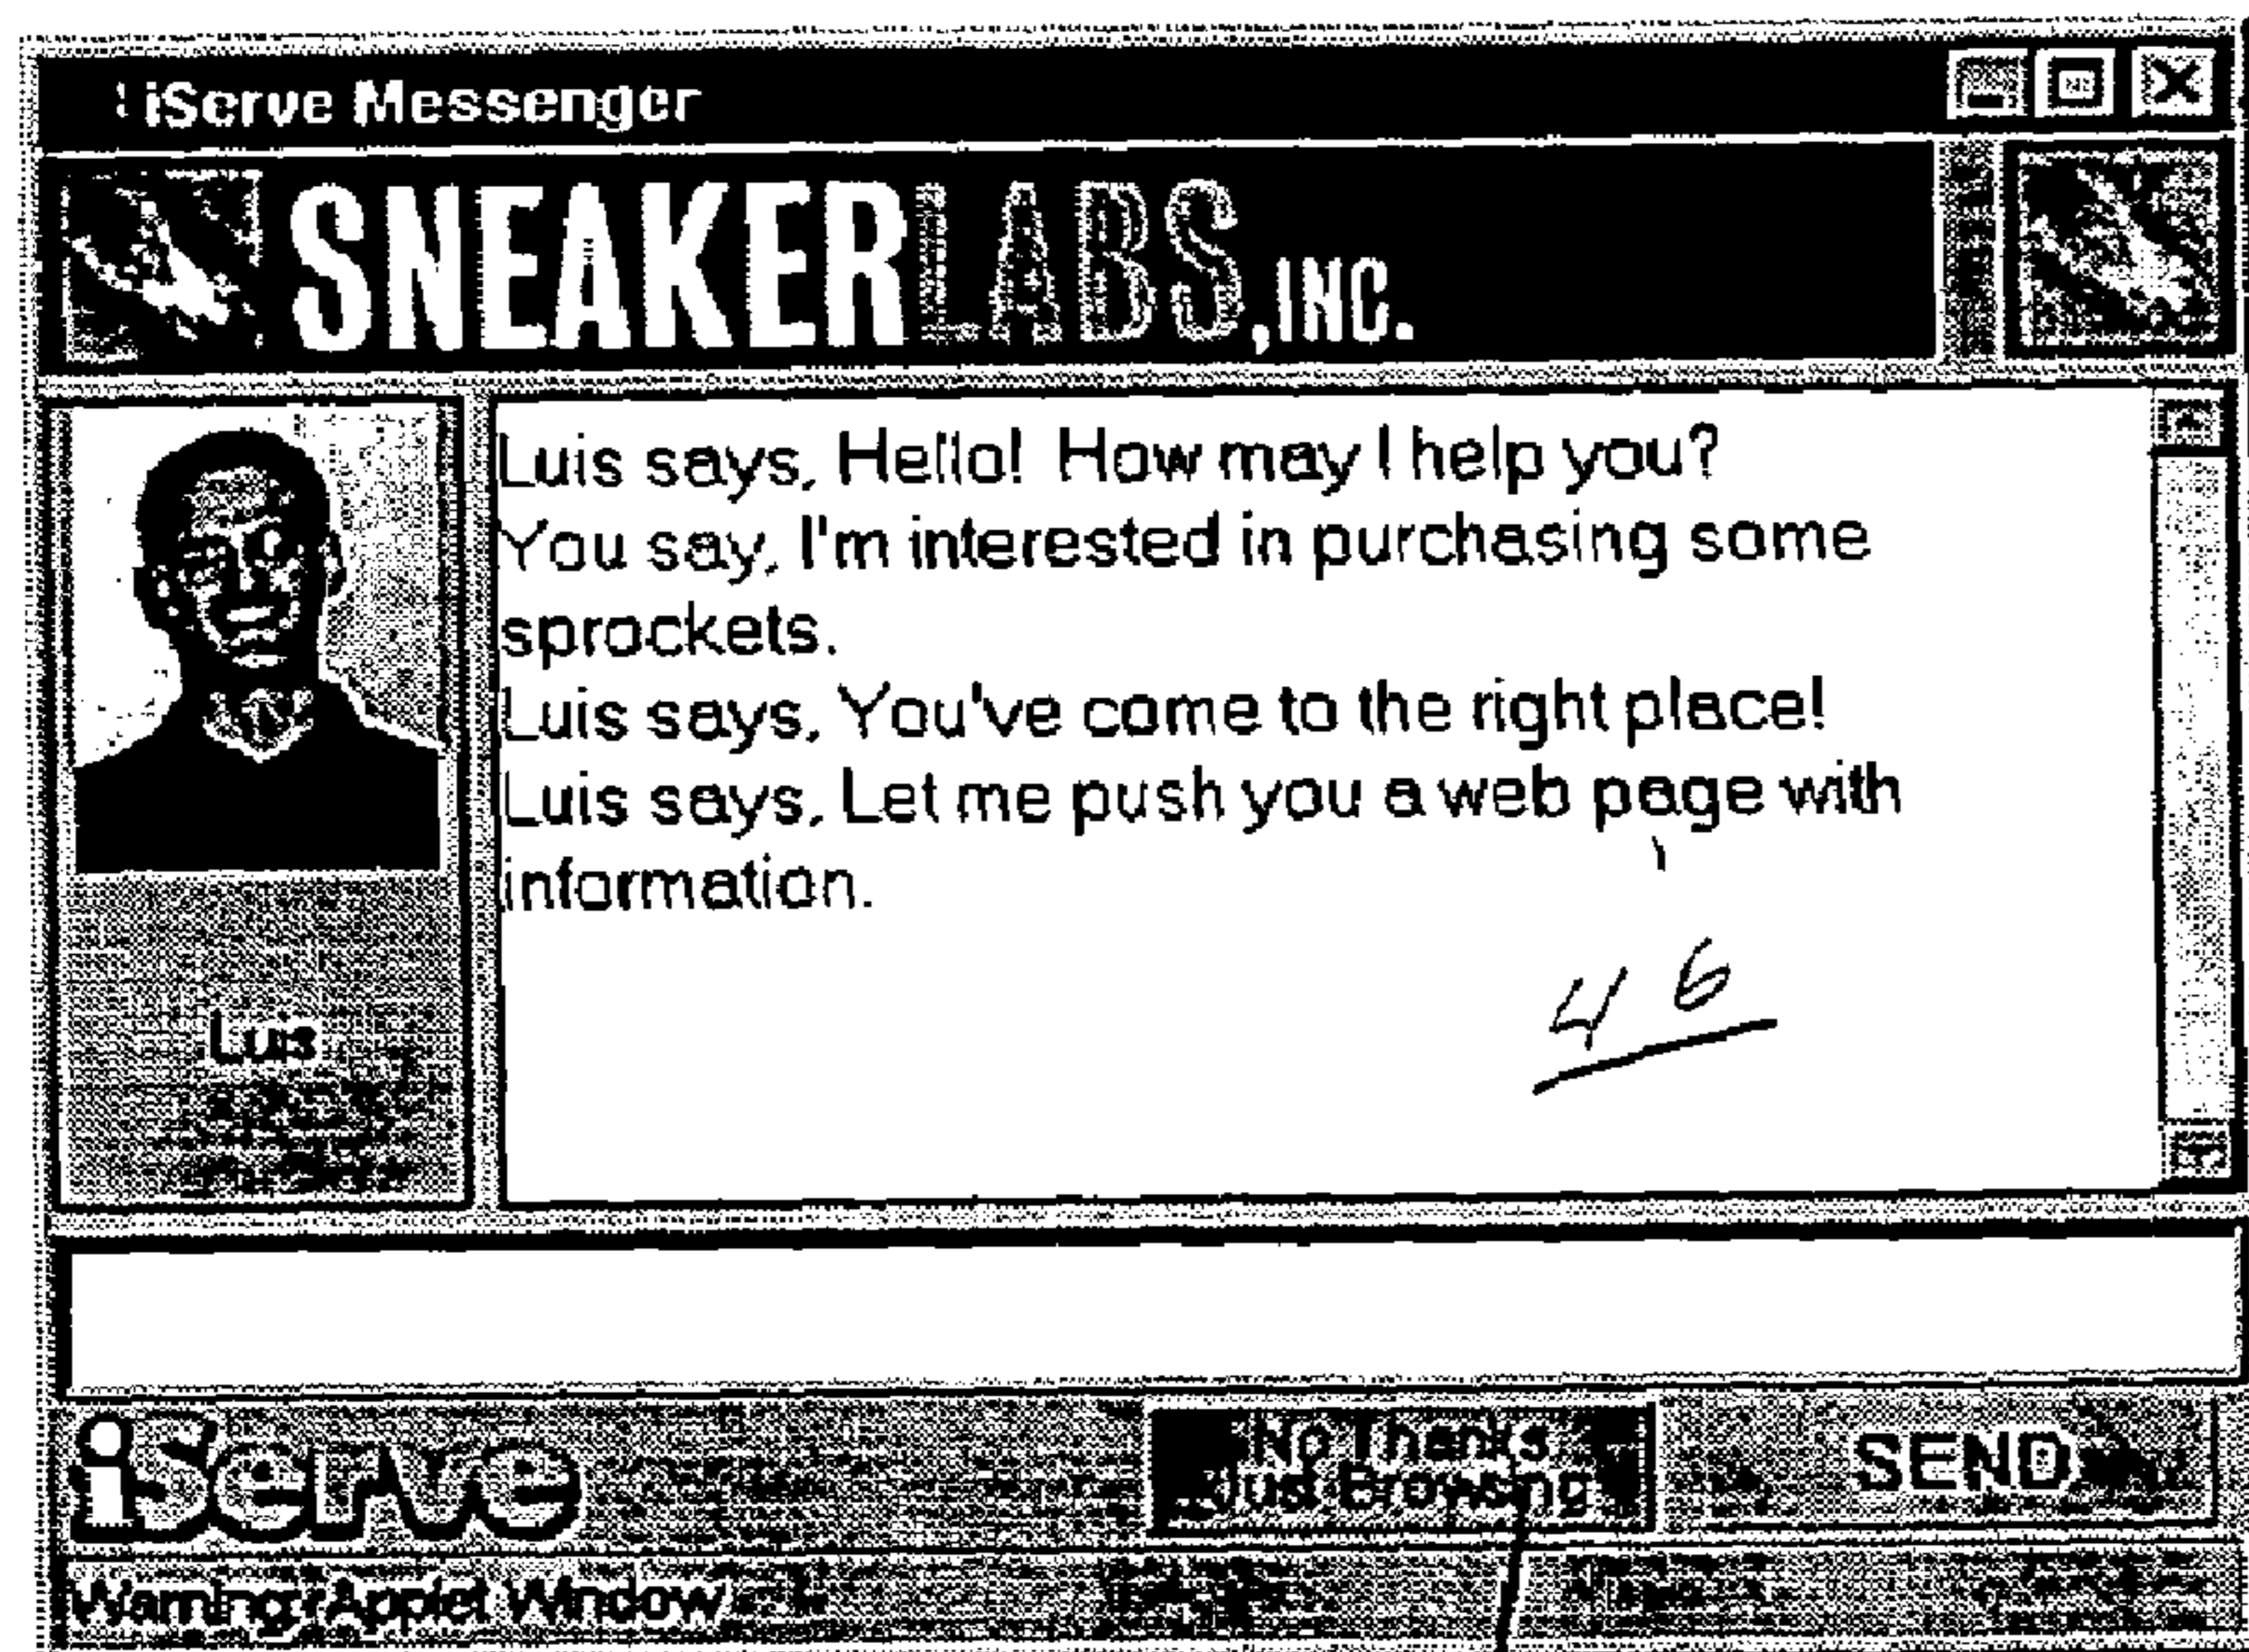 iServe Messenger
SNEAKERLABS, INC.
Luis says, Hello! How may I help you?
You say, I'm interested in purchasing some
sprockets.
Luis says, You've come to the right place!
Luis says, Let me push you a web page with
information.
46
Luis
iServe
No Thanks
Just Browsing
SEND
Warning: Applet Window